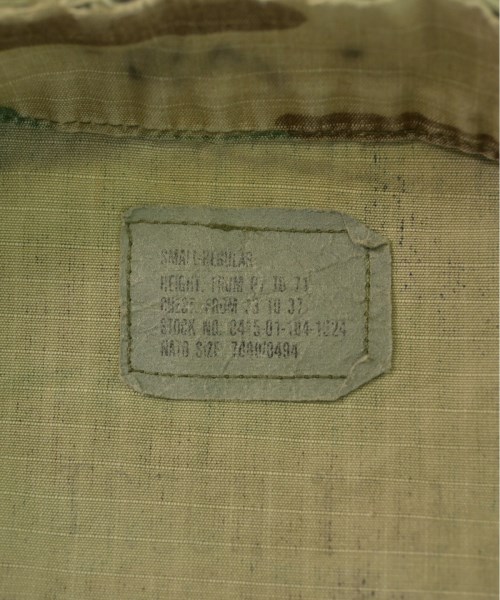 SMALL-REGULAR
HEIGHT: FROM 67 TO 71
CHEST: FROM 33 TO 37
STOCK NO. 8415-01-184-1324
NATO SIZE: 7080/8494